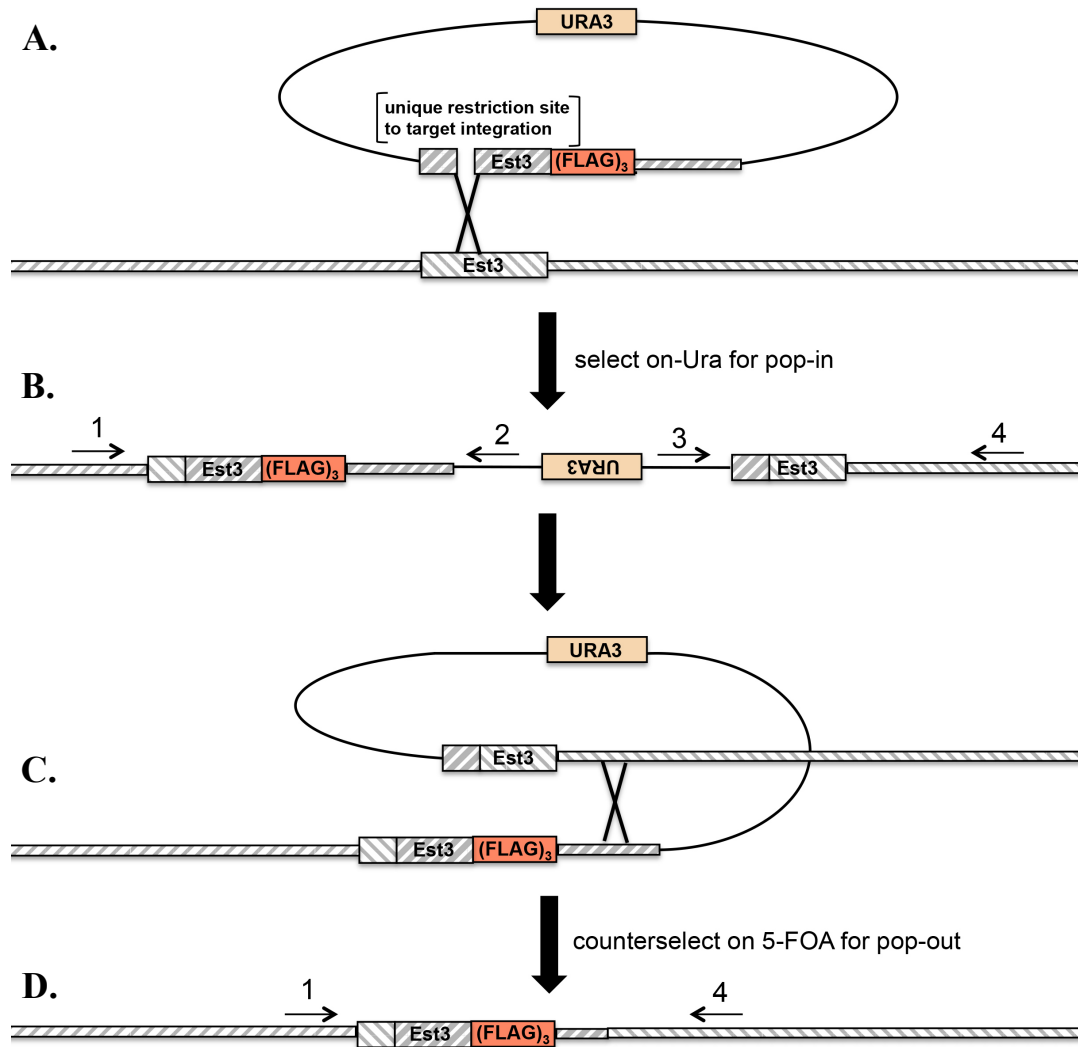 A.
URA3
unique restriction site
to target integration
Est3 (FLAG)3
Est3
select on-Ura for pop-in
B.
1 2 3 4
Est3 (FLAG)3 URA3 Est3
URA3
C.
Est3
Est3 (FLAG)3
counterselect on 5-FOA for pop-out
D.
1 4
Est3 (FLAG)3